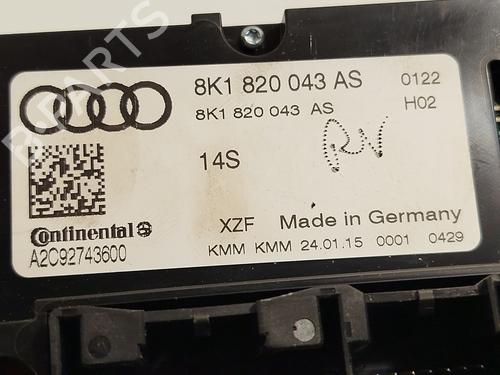 8K1 820 043 AS 0122
8K1 820 043 AS H02
14S
Continental
A2C92743600
XZF Made in Germany
KMM KMM 24.01.15 0001 0429